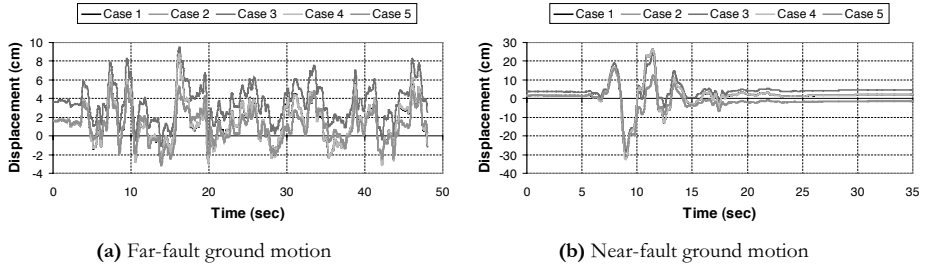 Case 1 Case 2 Case 3 Case 4 Case 5
Displacement (cm)
10
8
6
4
2
0
-2
-4
0 10 20 30 40 50
Time (sec)
(a) Far-fault ground motion
Case 1 Case 2 Case 3 Case 4 Case 5
Displacement (cm)
30
20
10
0
-10
-20
-30
-40
0 5 10 15 20 25 30 35
Time (sec)
(b) Near-fault ground motion